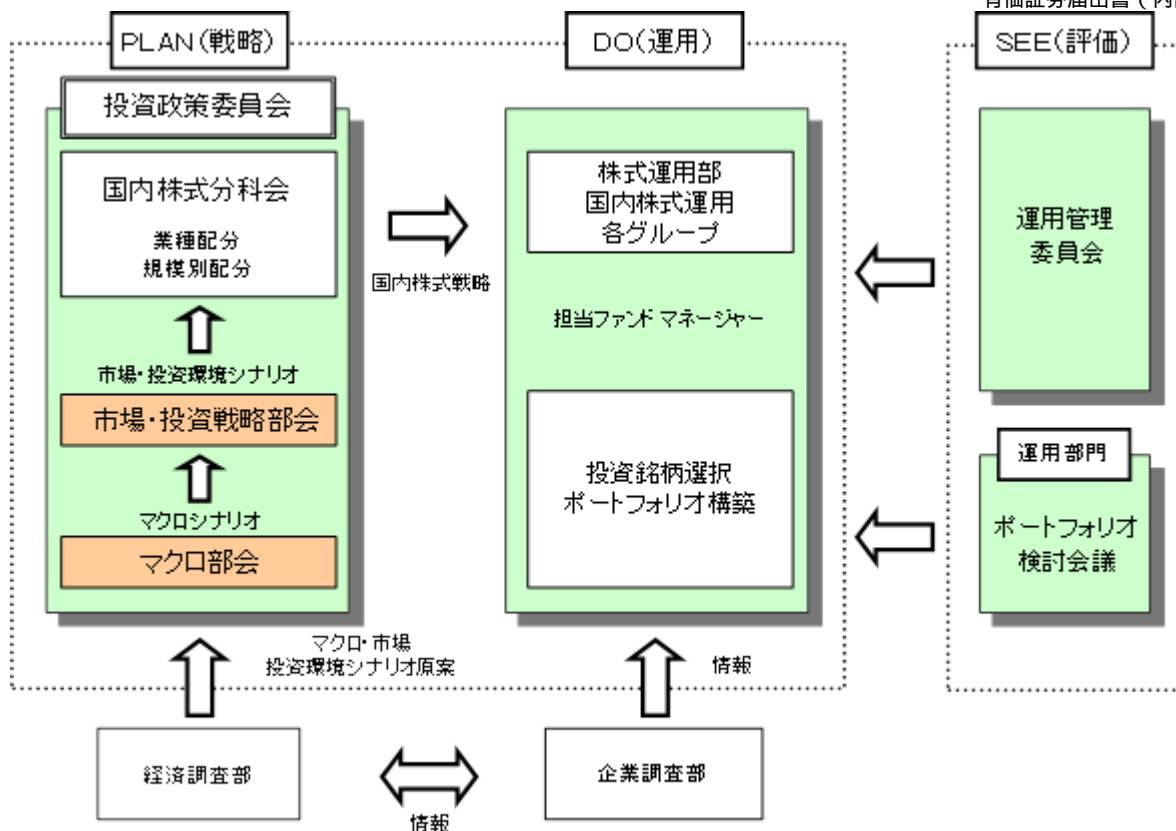 有価証券届出書(内
PLAN(戦略)
投資政策委員会
国内株式分科会
業種配分
規模別配分
市場・投資環境シナリオ
市場・投資戦略部会
マクロシナリオ
マクロ部会
国内株式戦略
DO(運用)
株式運用部
国内株式運用
各グループ
担当ファンドマネージャー
投資銘柄選択
ポートフォリオ構築
SEE(評価)
運用管理
委員会
運用部門
ポートフォリオ
検討会議
マクロ・市場
投資環境シナリオ原案
情報
経済調査部
情報
企業調査部